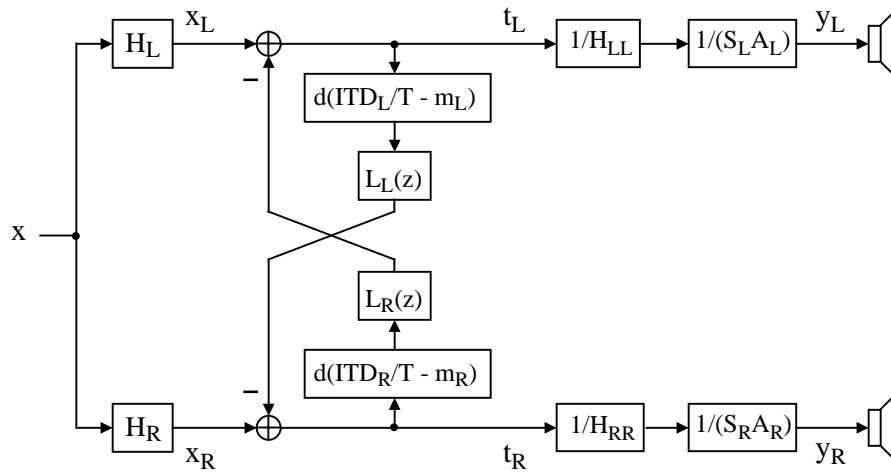 H_L
x_L
t_L
1/H_LL
1/(S_L A_L)
y_L
−
d(ITD_L/T - m_L)
L_L(z)
x
L_R(z)
d(ITD_R/T - m_R)
−
H_R
x_R
t_R
1/H_RR
1/(S_R A_R)
y_R